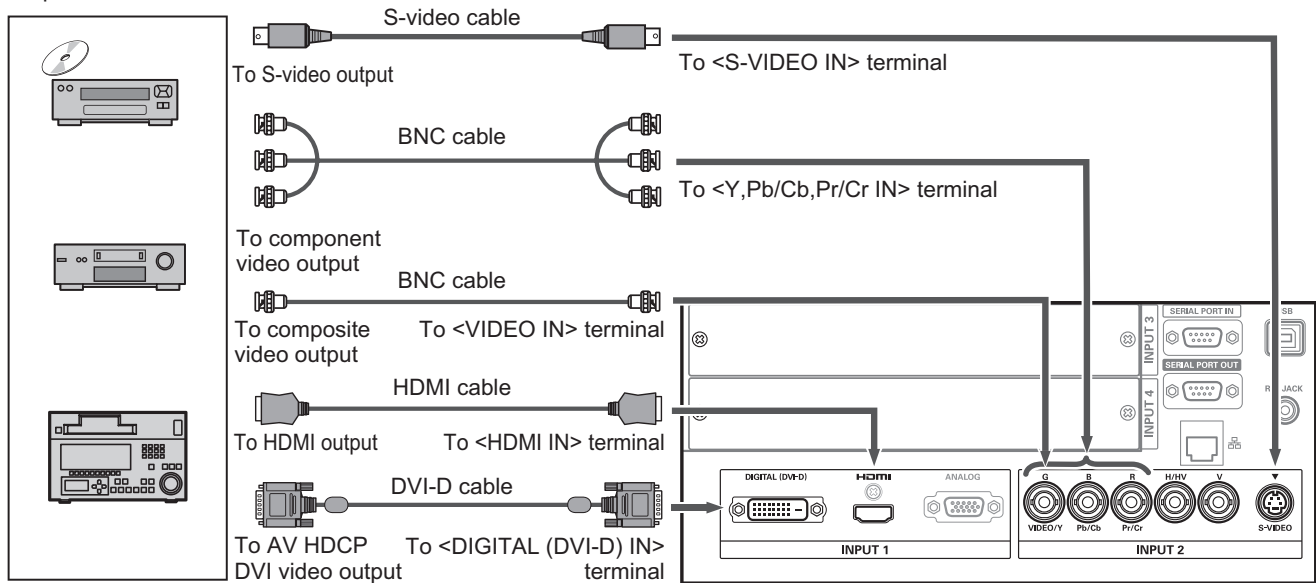 S-video cable
To S-video output
To <S-VIDEO IN> terminal
BNC cable
To <Y,Pb/Cb,Pr/Cr IN> terminal
To component
video output
BNC cable
To composite
video output
To <VIDEO IN> terminal
HDMI cable
To HDMI output
To <HDMI IN> terminal
DVI-D cable
To AV HDCP
DVI video output
To <DIGITAL (DVI-D) IN>
terminal
INPUT 3
SERIAL PORT IN
SERIAL PORT OUT
INPUT 4
JACK
DIGITAL (DVI-D)
HDMI
ANALOG
INPUT 1
G
B
R
H/HV
V
VIDEO/Y
Pb/Cb
Pr/Cr
S-VIDEO
INPUT 2